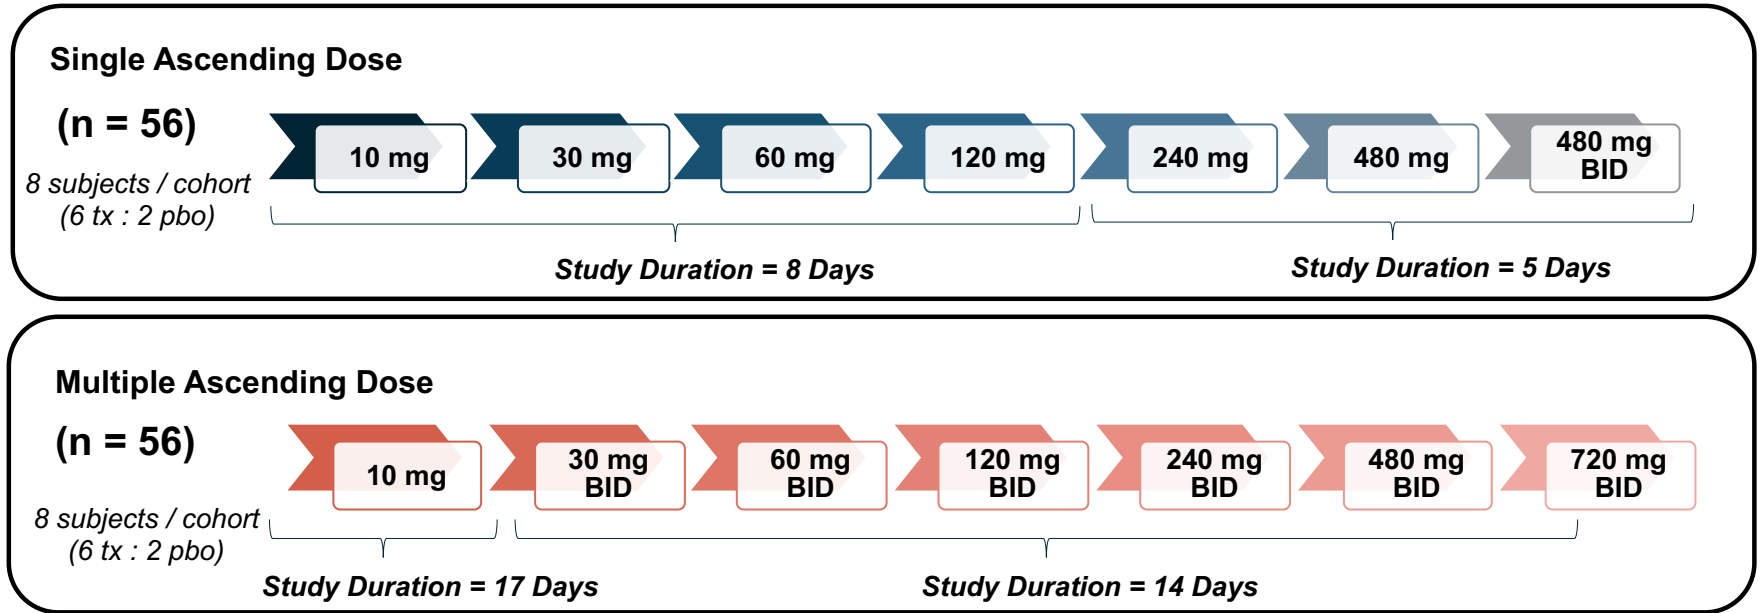 Single Ascending Dose
(n = 56)
8 subjects / cohort
(6 tx : 2 pbo)
10 mg
30 mg
60 mg
120 mg
240 mg
480 mg
480 mg
BID
Study Duration = 8 Days
Study Duration = 5 Days
Multiple Ascending Dose
(n = 56)
8 subjects / cohort
(6 tx : 2 pbo)
10 mg
30 mg
BID
60 mg
BID
120 mg
BID
240 mg
BID
480 mg
BID
720 mg
BID
Study Duration = 17 Days
Study Duration = 14 Days